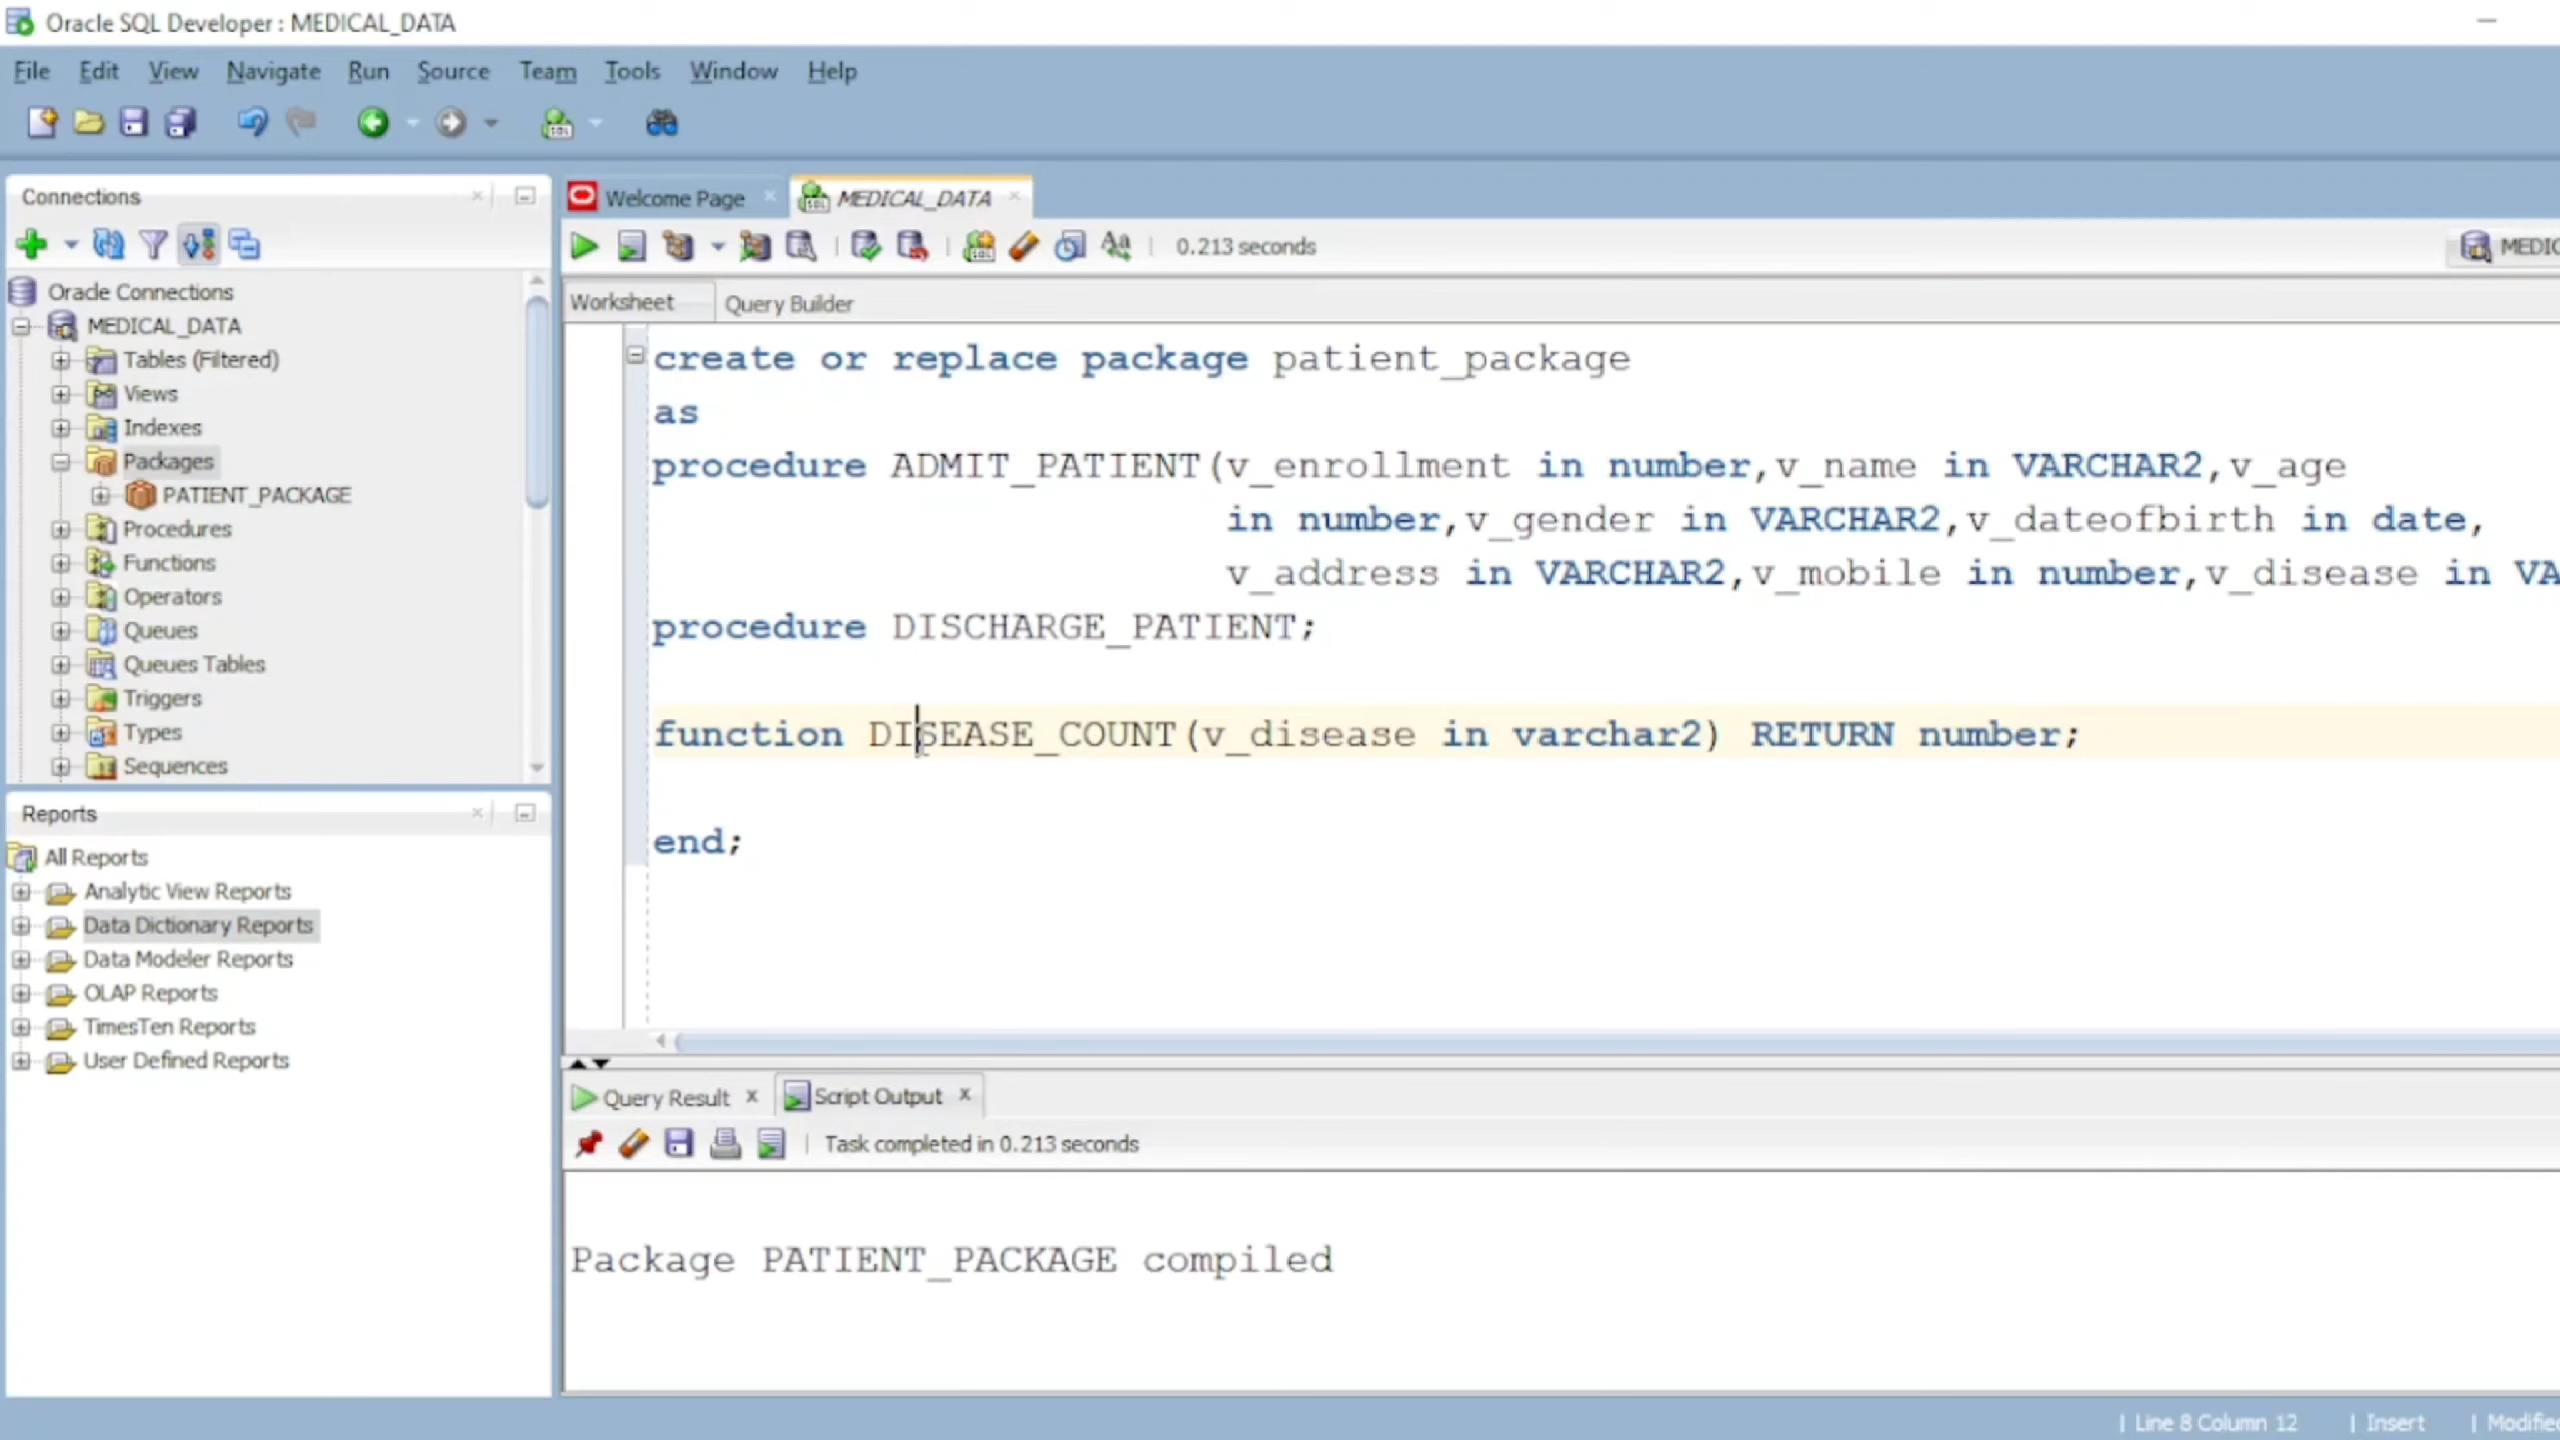 Oracle SQL Developer : MEDICAL_DATA
File Edit View Navigate Run Source Team Tools Window Help
Connections
Oracle Connections
MEDICAL_DATA
Tables (Filtered)
Views
Indexes
Packages
PATIENT_PACKAGE
Procedures
Functions
Operators
Queues
Queues Tables
Triggers
Types
Sequences
Reports
All Reports
Analytic View Reports
Data Dictionary Reports
Data Modeler Reports
OLAP Reports
TimesTen Reports
User Defined Reports
Welcome Page MEDICAL_DATA
0.213 seconds
MEDIC
Worksheet Query Builder
create or replace package patient_package
as
procedure ADMIT_PATIENT(v_enrollment in number,v_name in VARCHAR2,v_age
in number,v_gender in VARCHAR2,v_dateofbirth in date,
v_address in VARCHAR2,v_mobile in number,v_disease in VA
procedure DISCHARGE_PATIENT;
function DISEASE_COUNT(v_disease in varchar2) RETURN number;
end;
Query Result x Script Output x
Task completed in 0.213 seconds
Package PATIENT_PACKAGE compiled
| Line 8 Column 12 | Insert | Modified